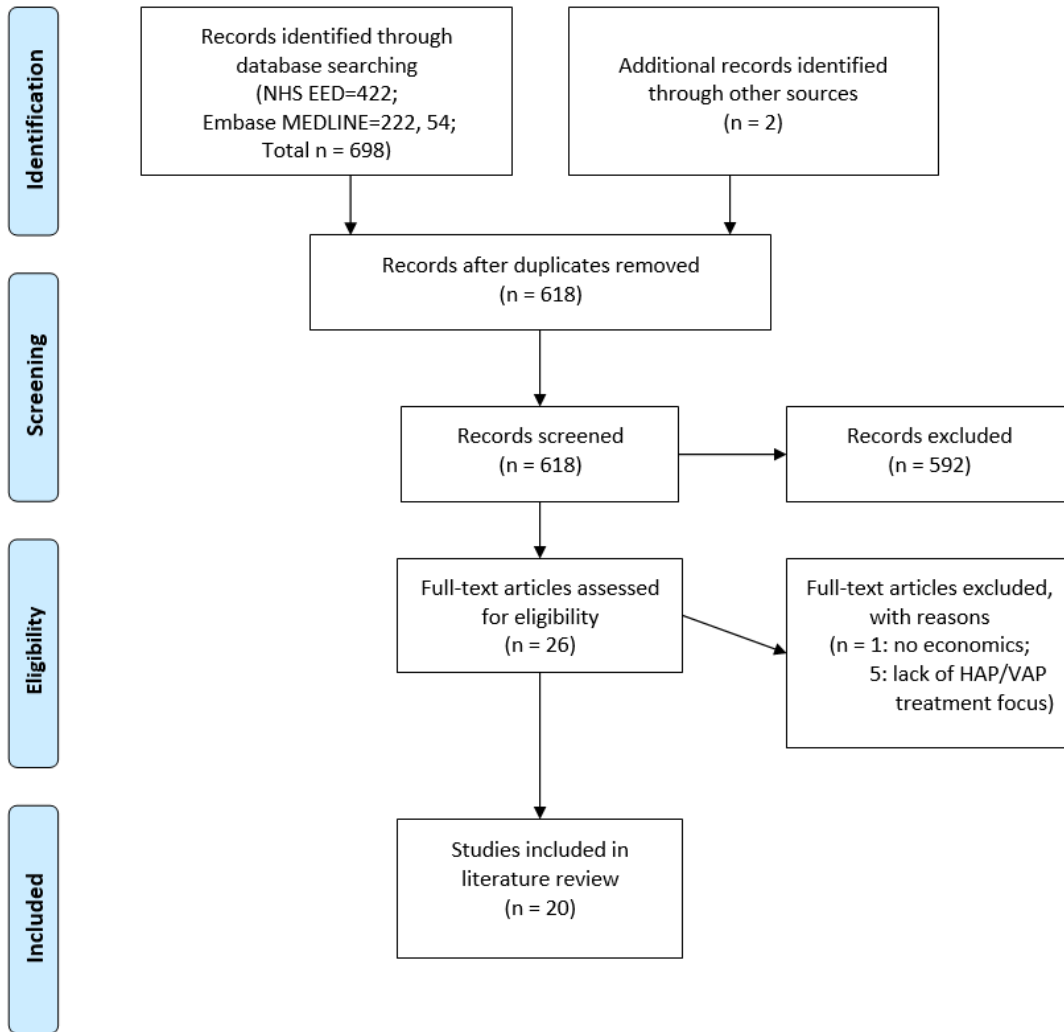 Identification
Records identified through
database searching
(NHS EED=422;
Embase MEDLINE=222, 54;
Total n = 698)
Additional records identified
through other sources
(n = 2)
Records after duplicates removed
(n = 618)
Screening
Records screened
(n = 618)
Records excluded
(n = 592)
Eligibility
Full-text articles assessed
for eligibility
(n = 26)
Full-text articles excluded,
with reasons
(n = 1: no economics;
5: lack of HAP/VAP
treatment focus)
Included
Studies included in
literature review
(n = 20)